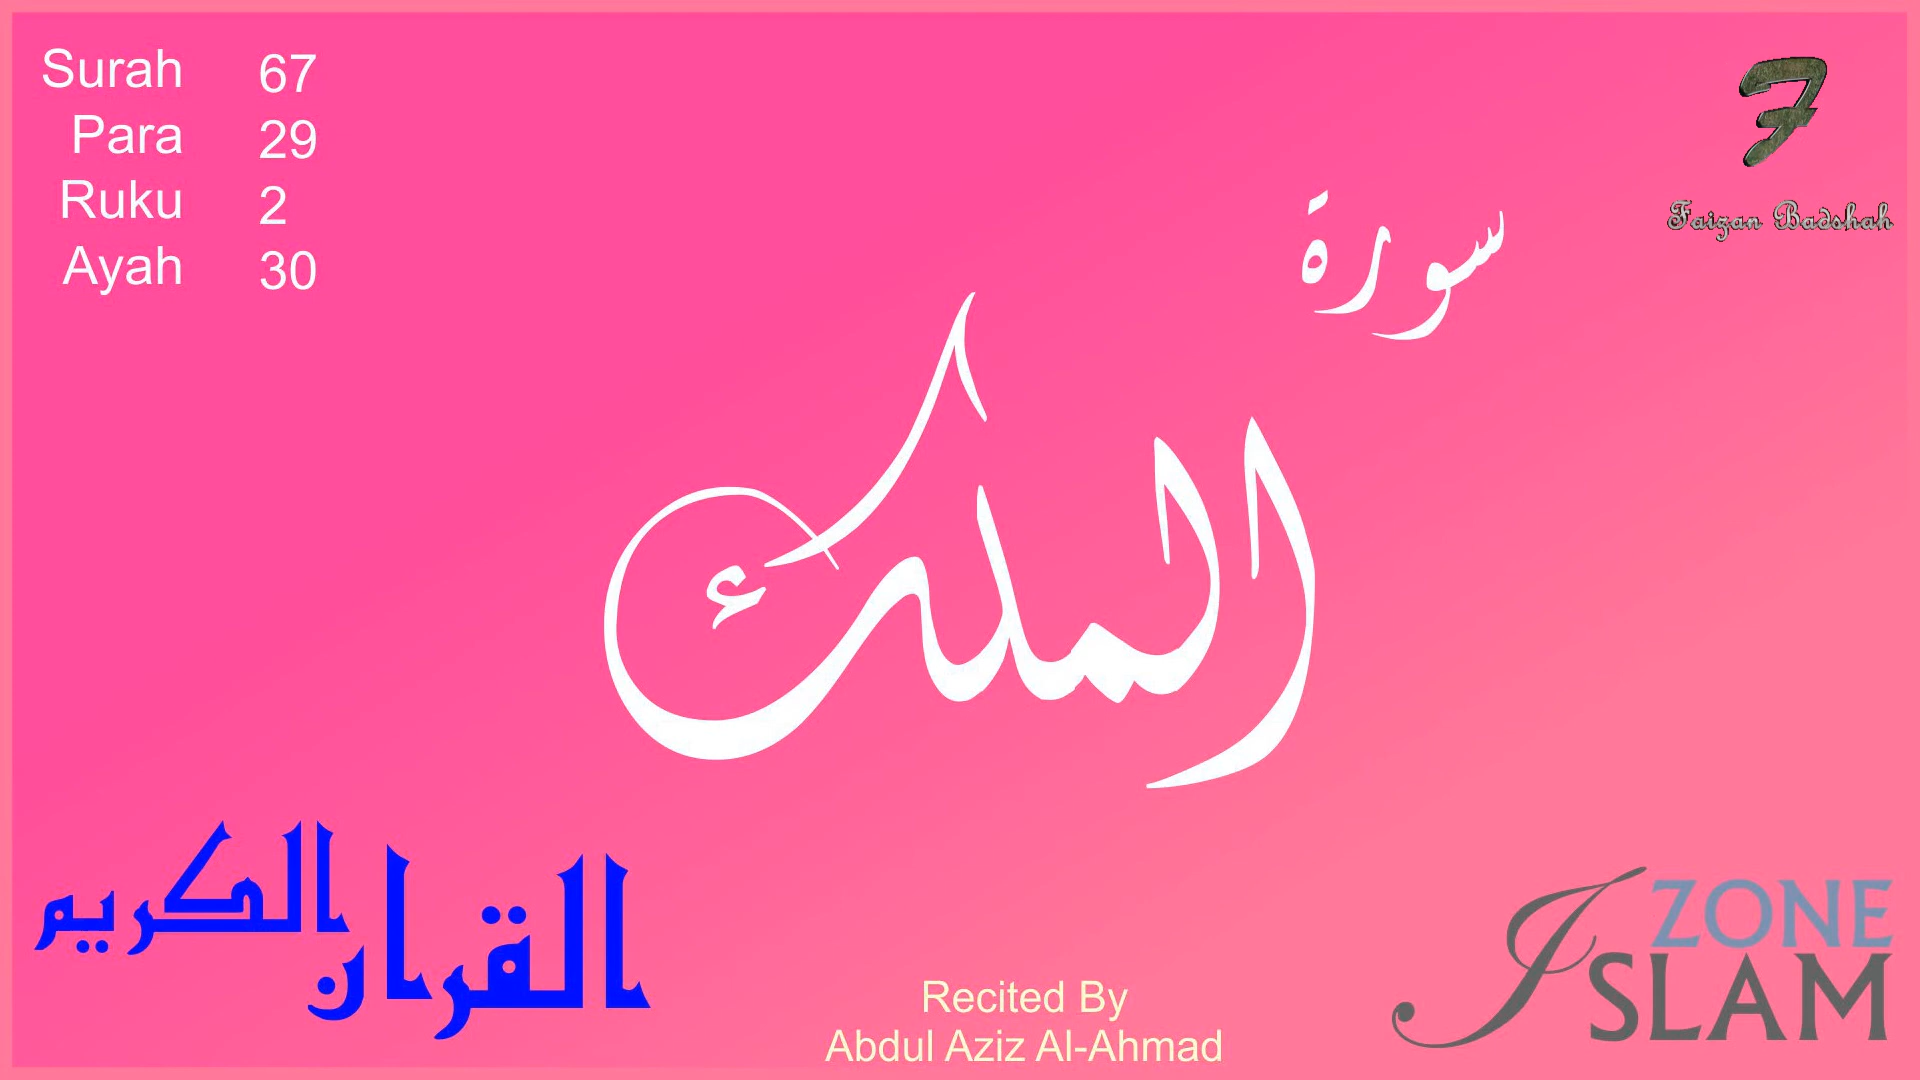 Surah 67
Para 29
Ruku 2
Ayah 30
Faizan Badshah
سورة
الملك
القران الكريم
Recited By
Abdul Aziz Al-Ahmad
ZONE
ISLAM